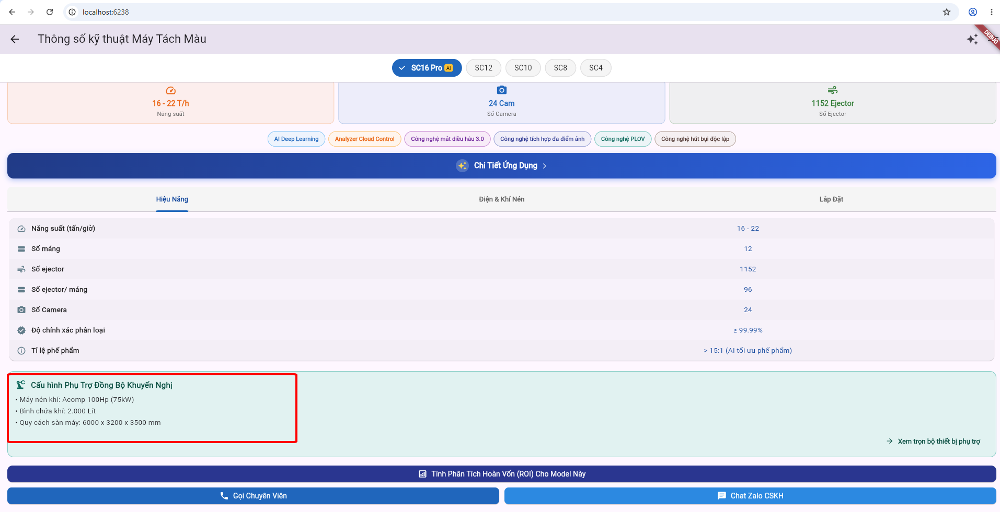 localhost:6238
Thông số kỹ thuật Máy Tách Màu
DEBUG
SC16 Pro AI
SC12
SC10
SC8
SC4
16 - 22 T/h
Năng suất
24 Cam
Số Camera
1152 Ejector
Số Ejector
AI Deep Learning
Analyzer Cloud Control
Công nghệ mắt diều hâu 3.0
Công nghệ tích hợp đa điểm ảnh
Công nghệ PLOV
Công nghệ hút bụi độc lập
Chi Tiết Ứng Dụng
Hiệu Năng
Điện & Khí Nén
Lắp Đặt
Năng suất (tấn/giờ) 16 - 22
Số máng 12
Số ejector 1152
Số ejector/ máng 96
Số Camera 24
Độ chính xác phân loại ≥ 99.99%
Tỉ lệ phế phẩm > 15:1 (AI tối ưu phế phẩm)
Cấu hình Phụ Trợ Đồng Bộ Khuyến Nghị
• Máy nén khí: Acomp 100Hp (75kW)
• Bình chứa khí: 2.000 Lít
• Quy cách sàn máy: 6000 x 3200 x 3500 mm
Xem trọn bộ thiết bị phụ trợ
Tính Phân Tích Hoàn Vốn (ROI) Cho Model Này
Gọi Chuyên Viên
Chat Zalo CSKH